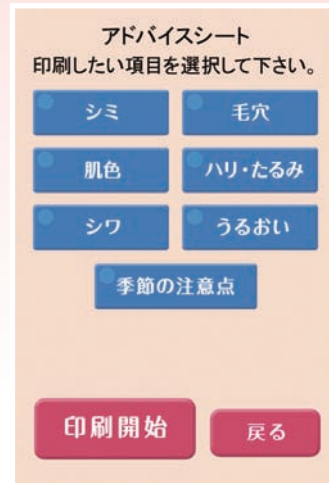 アドバイスシート
印刷したい項目を選択して下さい。
シミ 毛穴
肌色 ハリ・たるみ
シワ うるおい
季節の注意点
印刷開始 戻る